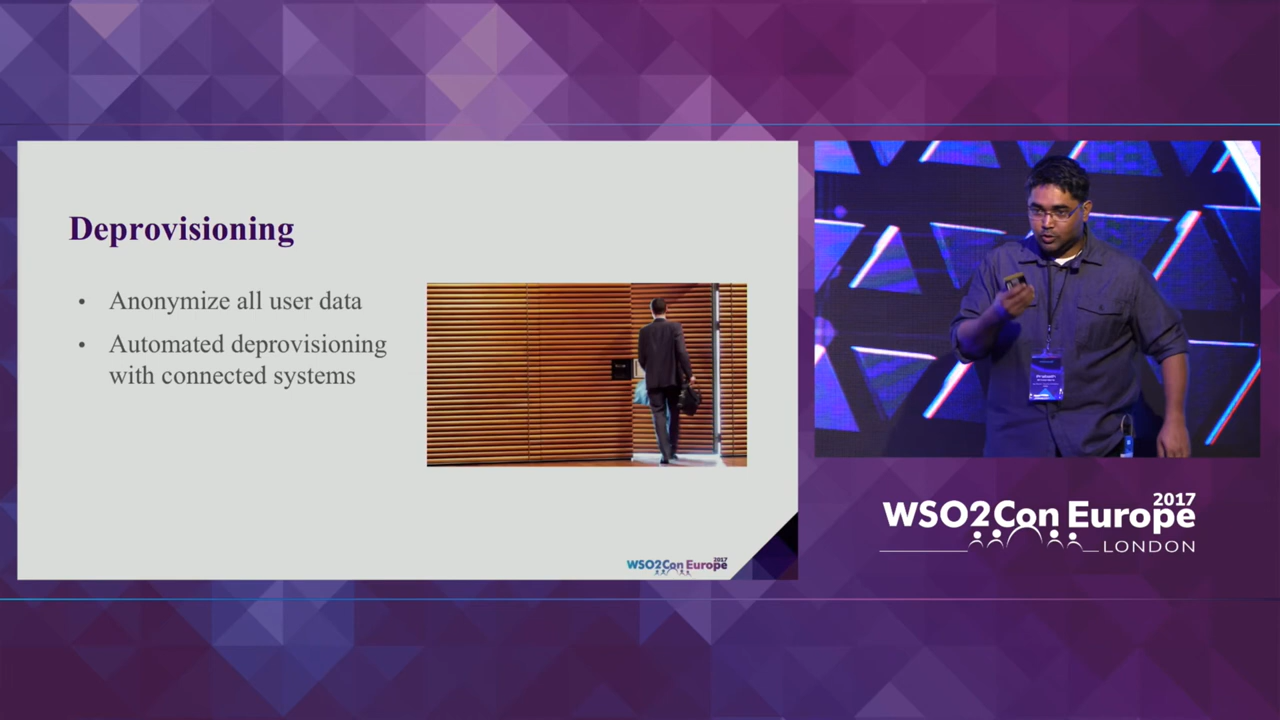 Deprovisioning
• Anonymize all user data
• Automated deprovisioning
with connected systems
WSO2Con Europe 2017
WSO2Con Europe 2017
LONDON